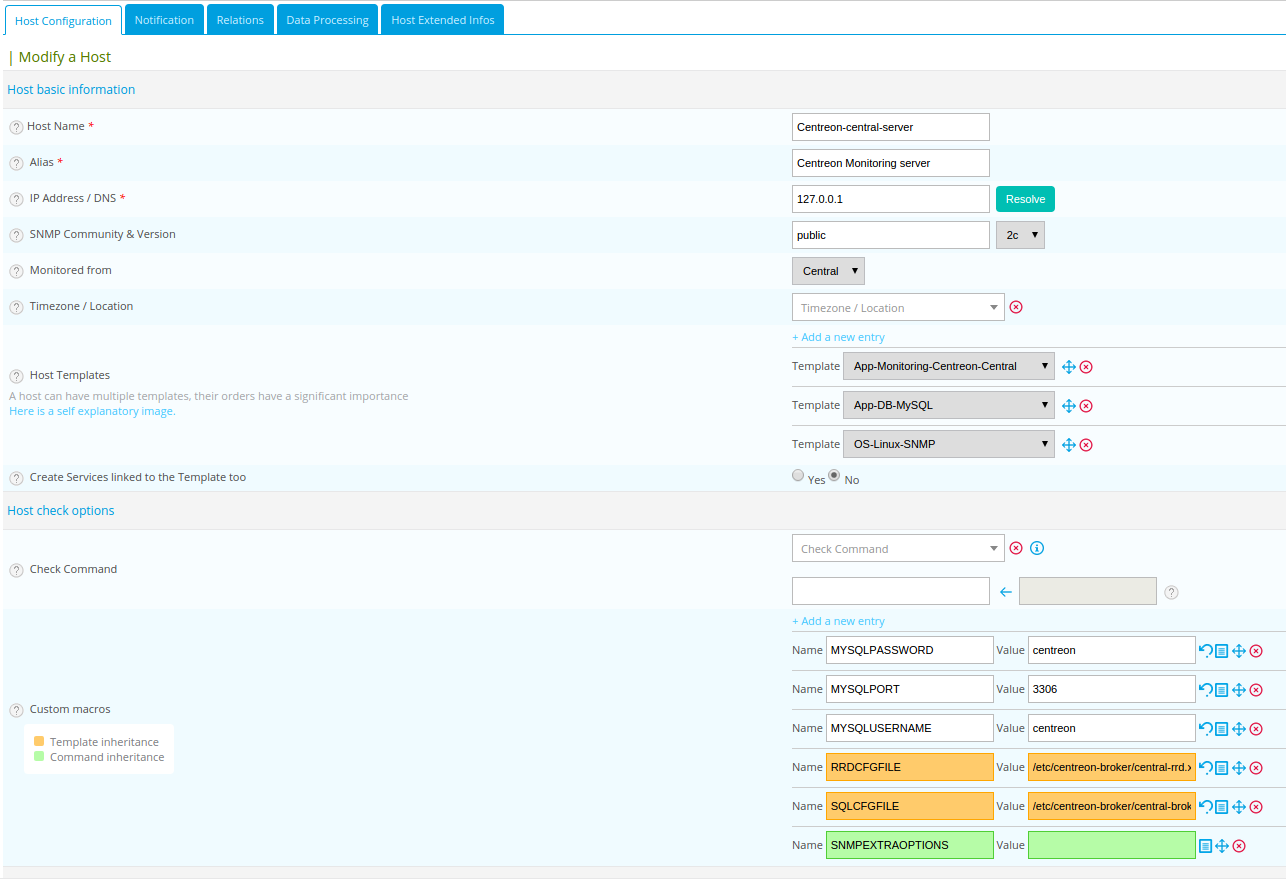 Host Configuration Notification Relations Data Processing Host Extended Infos
| Modify a Host
Host basic information
? Host Name * Centreon-central-server
? Alias * Centreon Monitoring server
? IP Address / DNS * 127.0.0.1 Resolve
? SNMP Community & Version public 2c
? Monitored from Central
? Timezone / Location Timezone / Location
+ Add a new entry
Template App-Monitoring-Centreon-Central
? Host Templates
A host can have multiple templates, their orders have a significant importance
Here is a self explanatory image.
Template App-DB-MySQL
Template OS-Linux-SNMP
? Create Services linked to the Template too Yes No
Host check options
Check Command
? Check Command
?
+ Add a new entry
Name MYSQLPASSWORD Value centreon
Name MYSQLPORT Value 3306
? Custom macros
Name MYSQLUSERNAME Value centreon
Template inheritance
Command inheritance
Name RRDCFGFILE Value /etc/centreon-broker/central-rrd.x
Name SQLCFGFILE Value /etc/centreon-broker/central-brok
Name SNMPEXTRAOPTIONS Value